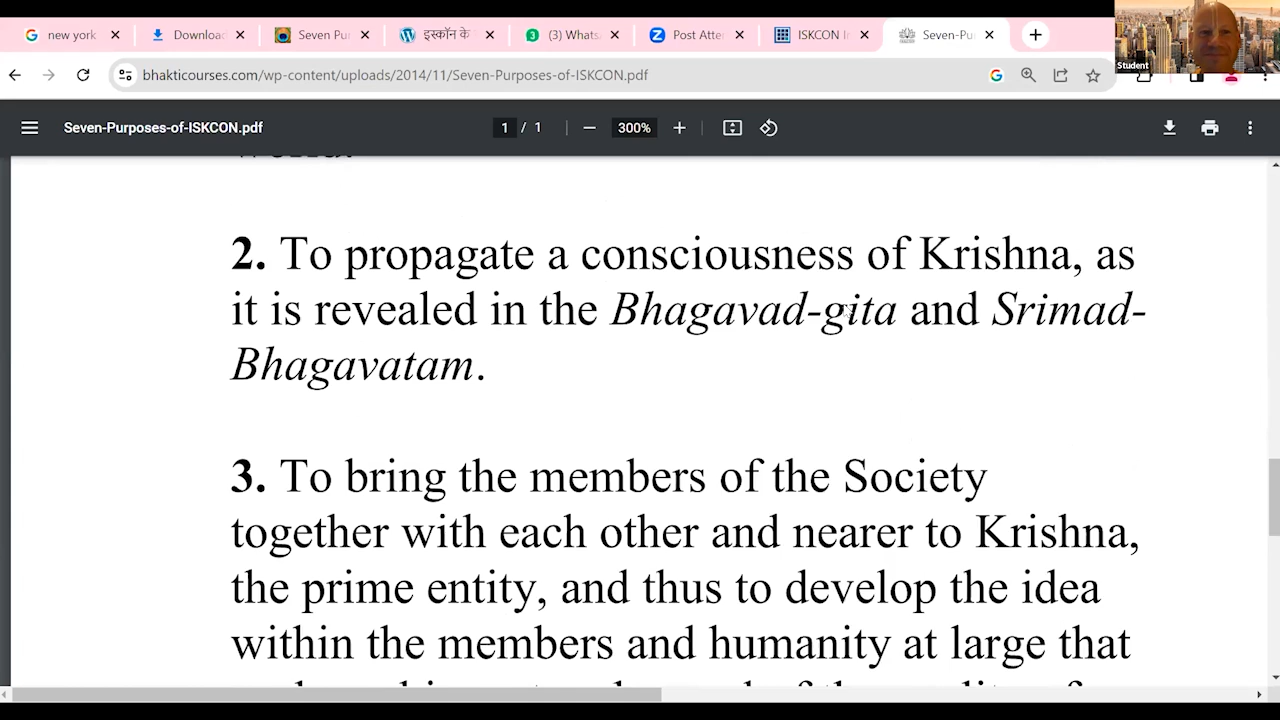 new york
Downloa
Seven Pu
इस्कॉन के
(3) Whats
Post Atter
ISKCON In
Seven-Pu
Student
bhakticourses.com/wp-content/uploads/2014/11/Seven-Purposes-of-ISKCON.pdf
Seven-Purposes-of-ISKCON.pdf
1 / 1
300%
2. To propagate a consciousness of Krishna, as
it is revealed in the Bhagavad-gita and Srimad-
Bhagavatam.
3. To bring the members of the Society
together with each other and nearer to Krishna,
the prime entity, and thus to develop the idea
within the members and humanity at large that